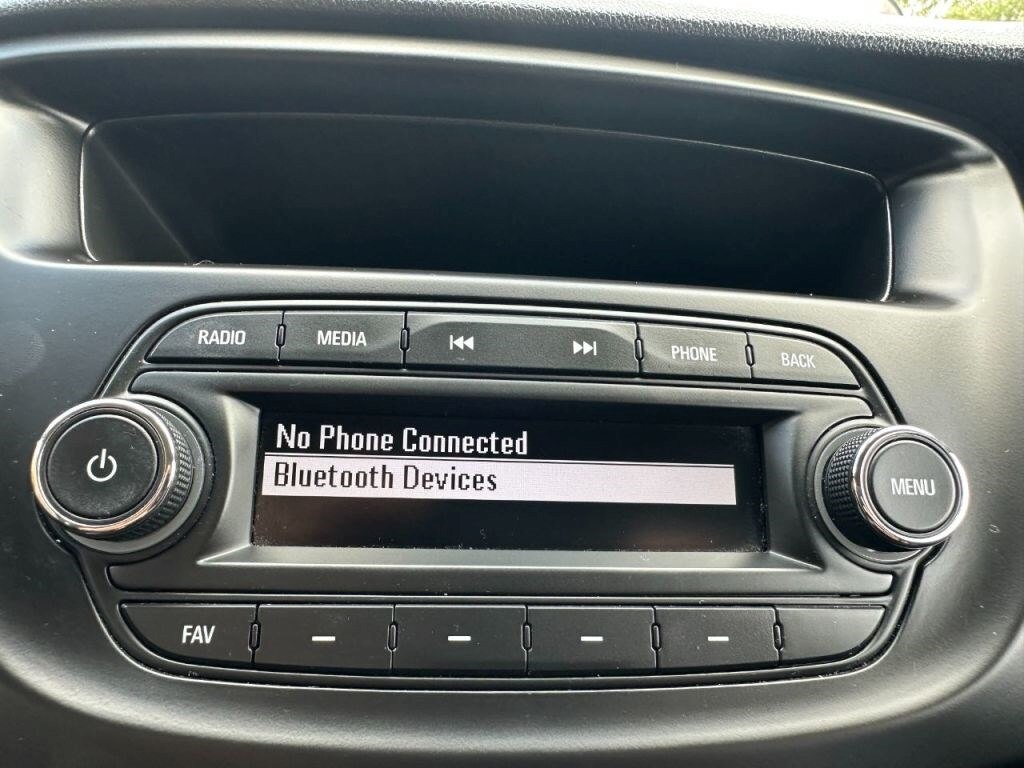 RADIO MEDIA PHONE BACK
No Phone Connected
Bluetooth Devices
MENU
FAV